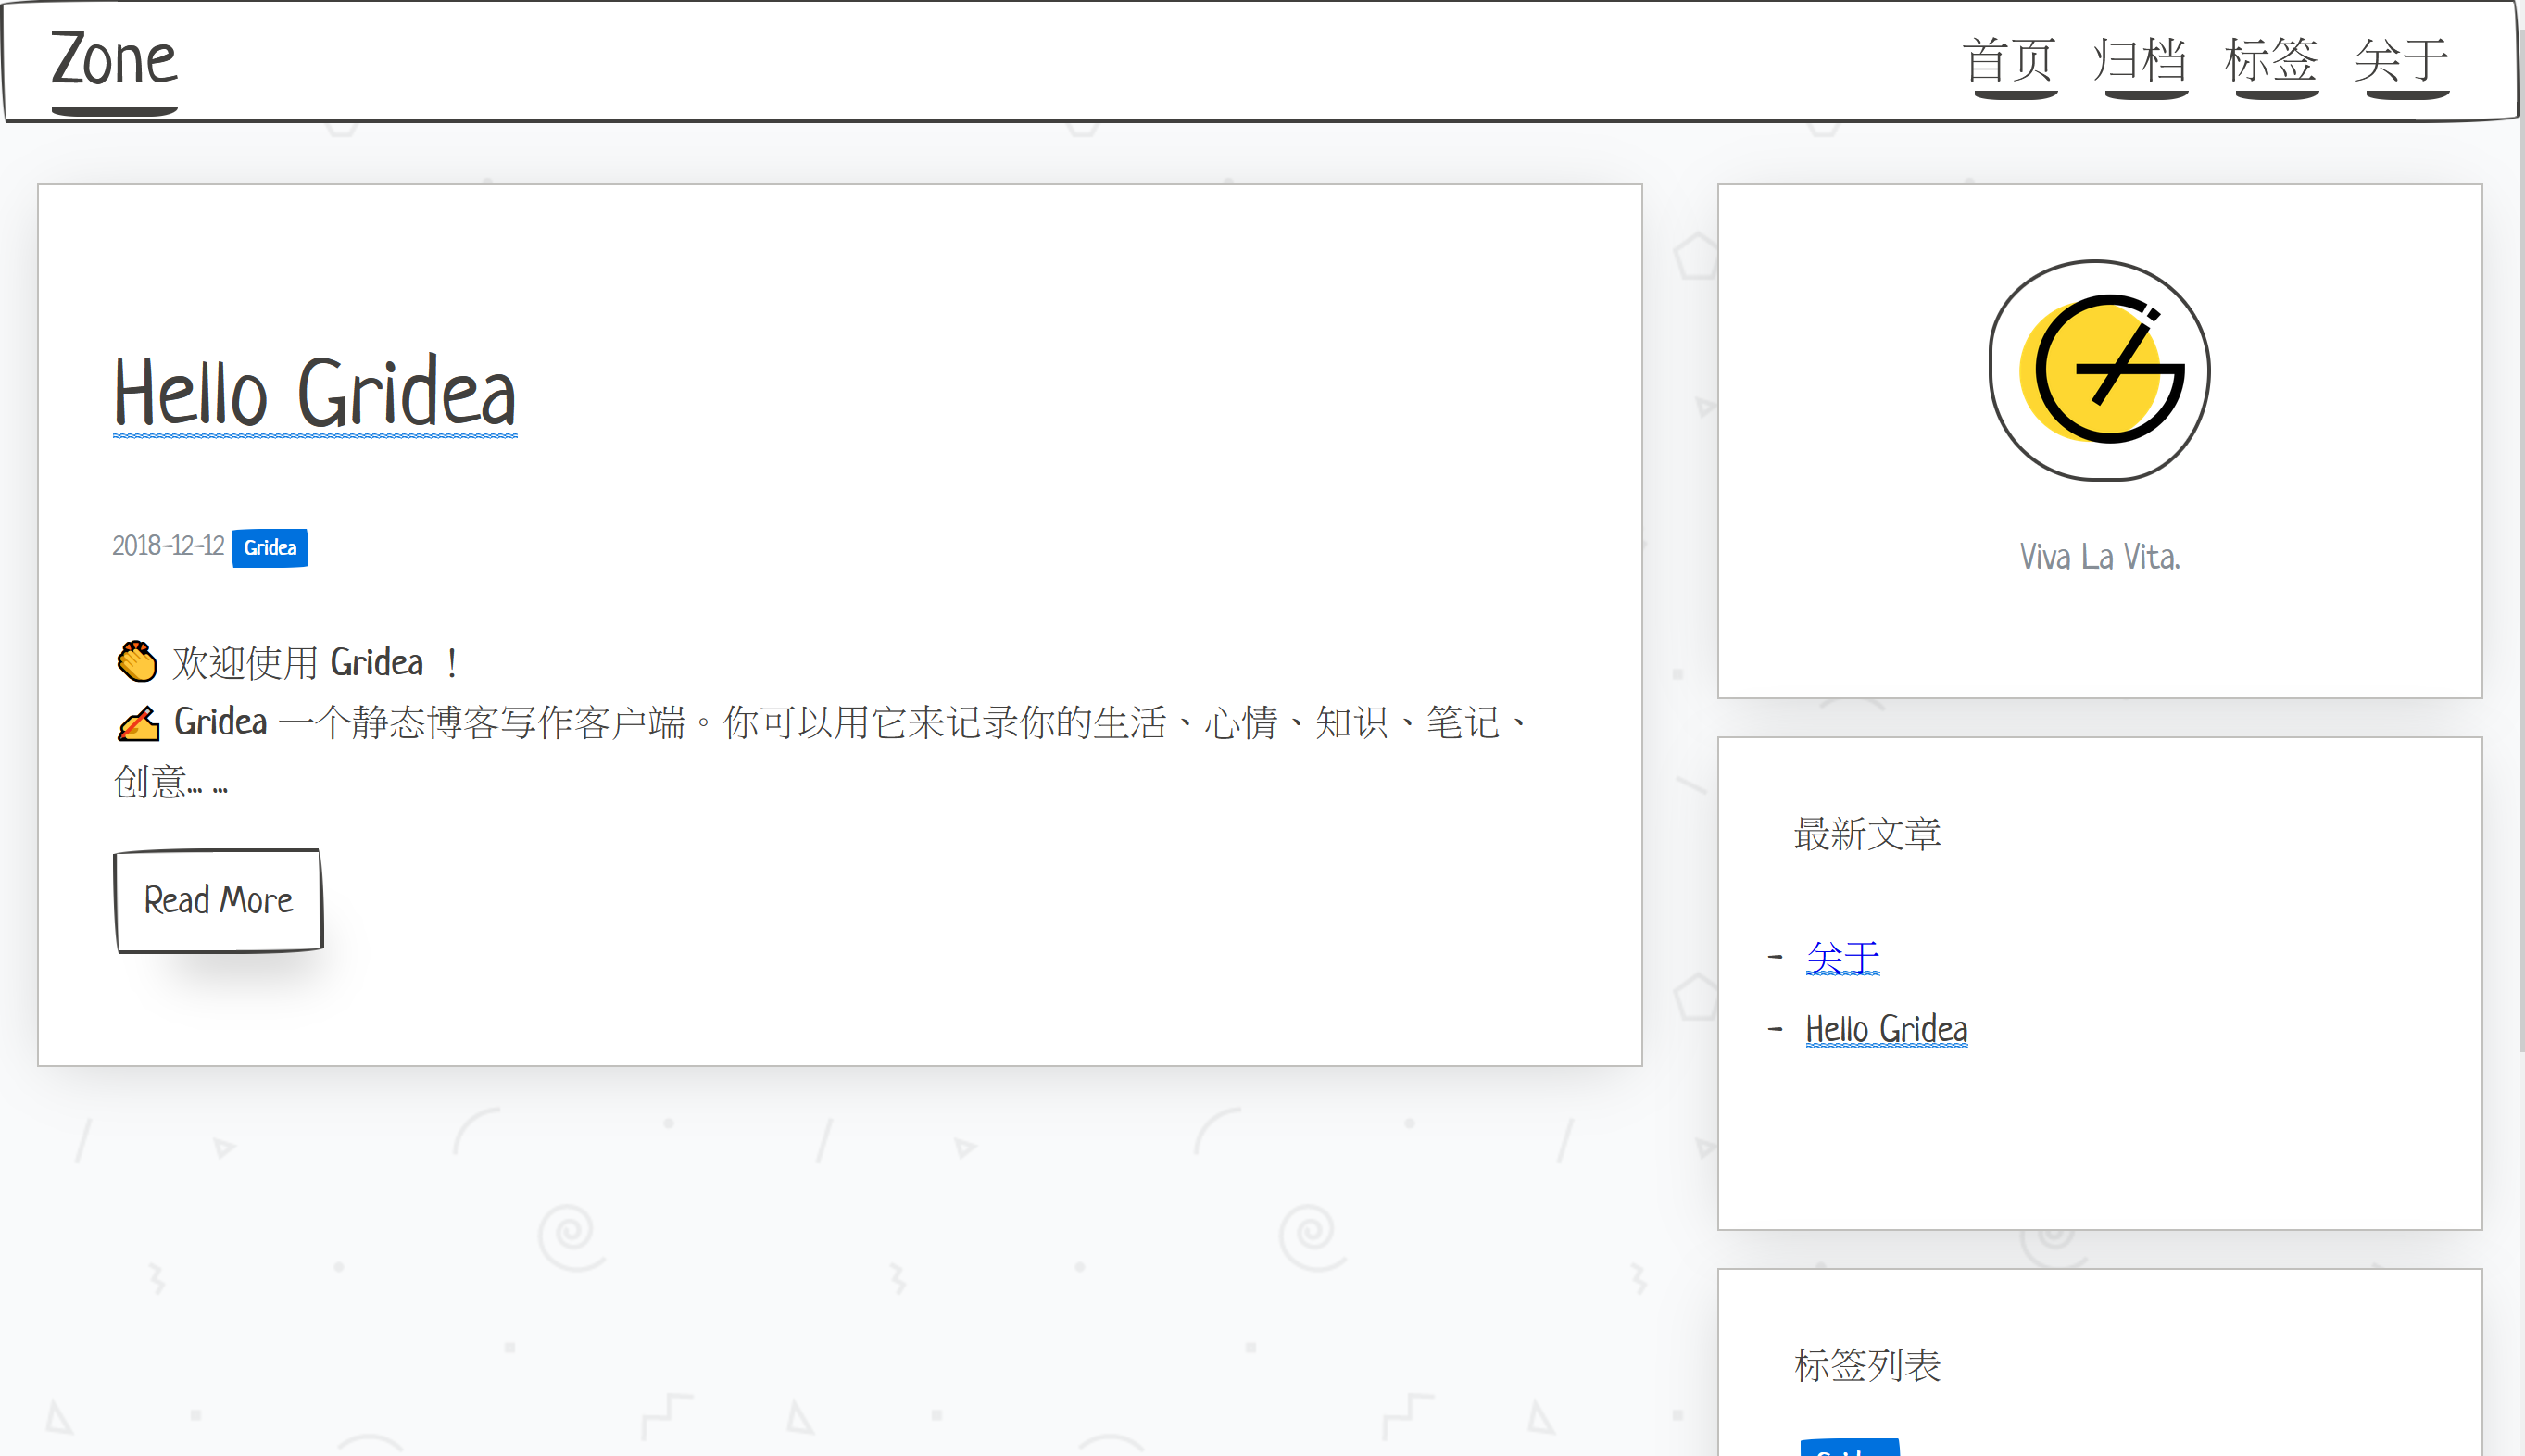 Zone
首页 归档 标签 关于
Hello Gridea
2018-12-12 Gridea
👏 欢迎使用 Gridea ！
✍️ Gridea 一个静态博客写作客户端。你可以用它来记录你的生活、心情、知识、笔记、
创意... ...
Read More
Viva La Vita.
最新文章
- 关于
- Hello Gridea
标签列表